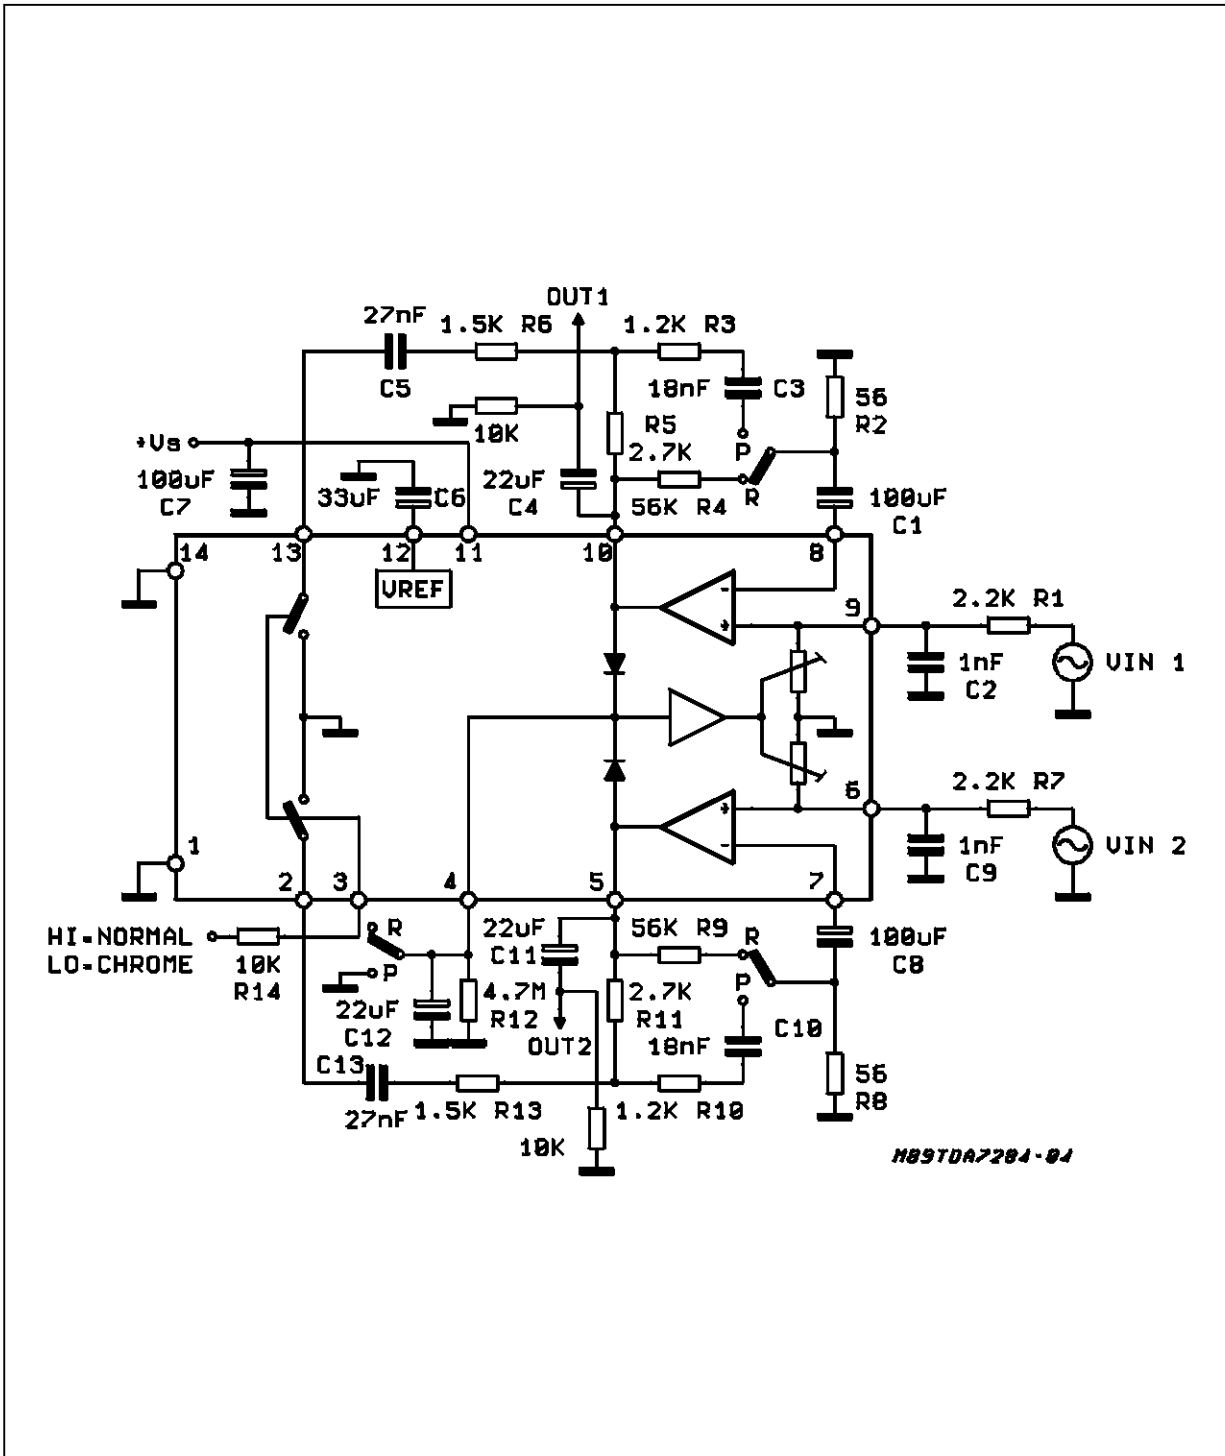 OUT1
27nF
1.5K R6
1.2K R3
C5
18nF
C3
56
R2
10K
R5
2.7K
P
R
+Vs
100uF
C7
33uF
C6
22uF
C4
56K R4
100uF
C1
14
13
12
11
10
8
VREF
9
2.2K R1
1nF
C2
VIN 1
-
+
6
2.2K R7
1nF
C9
VIN 2
+
-
1
2
3
4
5
7
HI=NORMAL
LO=CHROME
10K
R14
R
P
22uF
C12
4.7M
R12
22uF
C11
OUT2
56K R9
R
P
2.7K
R11
18nF
C10
100uF
C8
56
R8
C13
27nF
1.5K R13
1.2K R10
10K
M89TDA7284-04